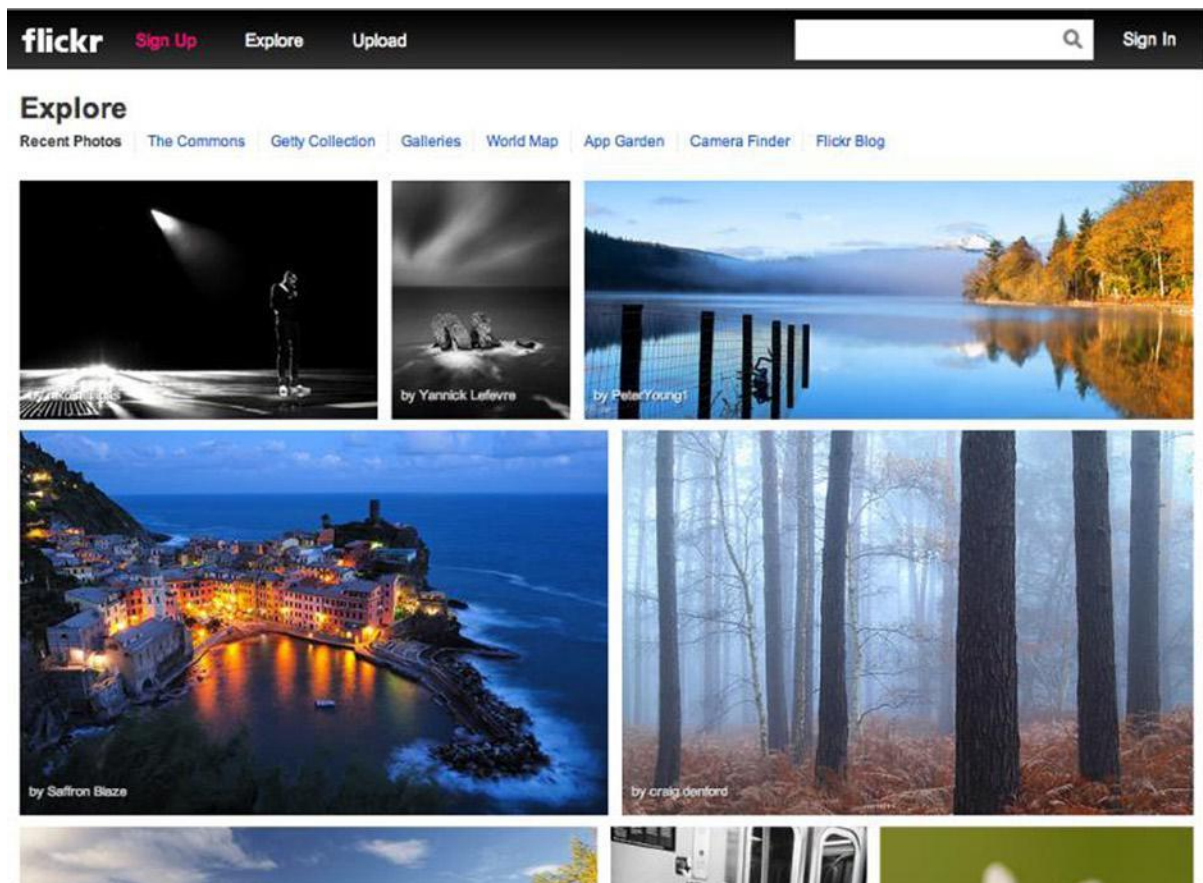 flickr Sign Up Explore Upload Sign In
Explore
Recent Photos The Commons Getty Collection Galleries World Map App Garden Camera Finder Flickr Blog
by
by Yannick Lefevre
by PeterYoung1
by Saffron Blaze
by craig denford